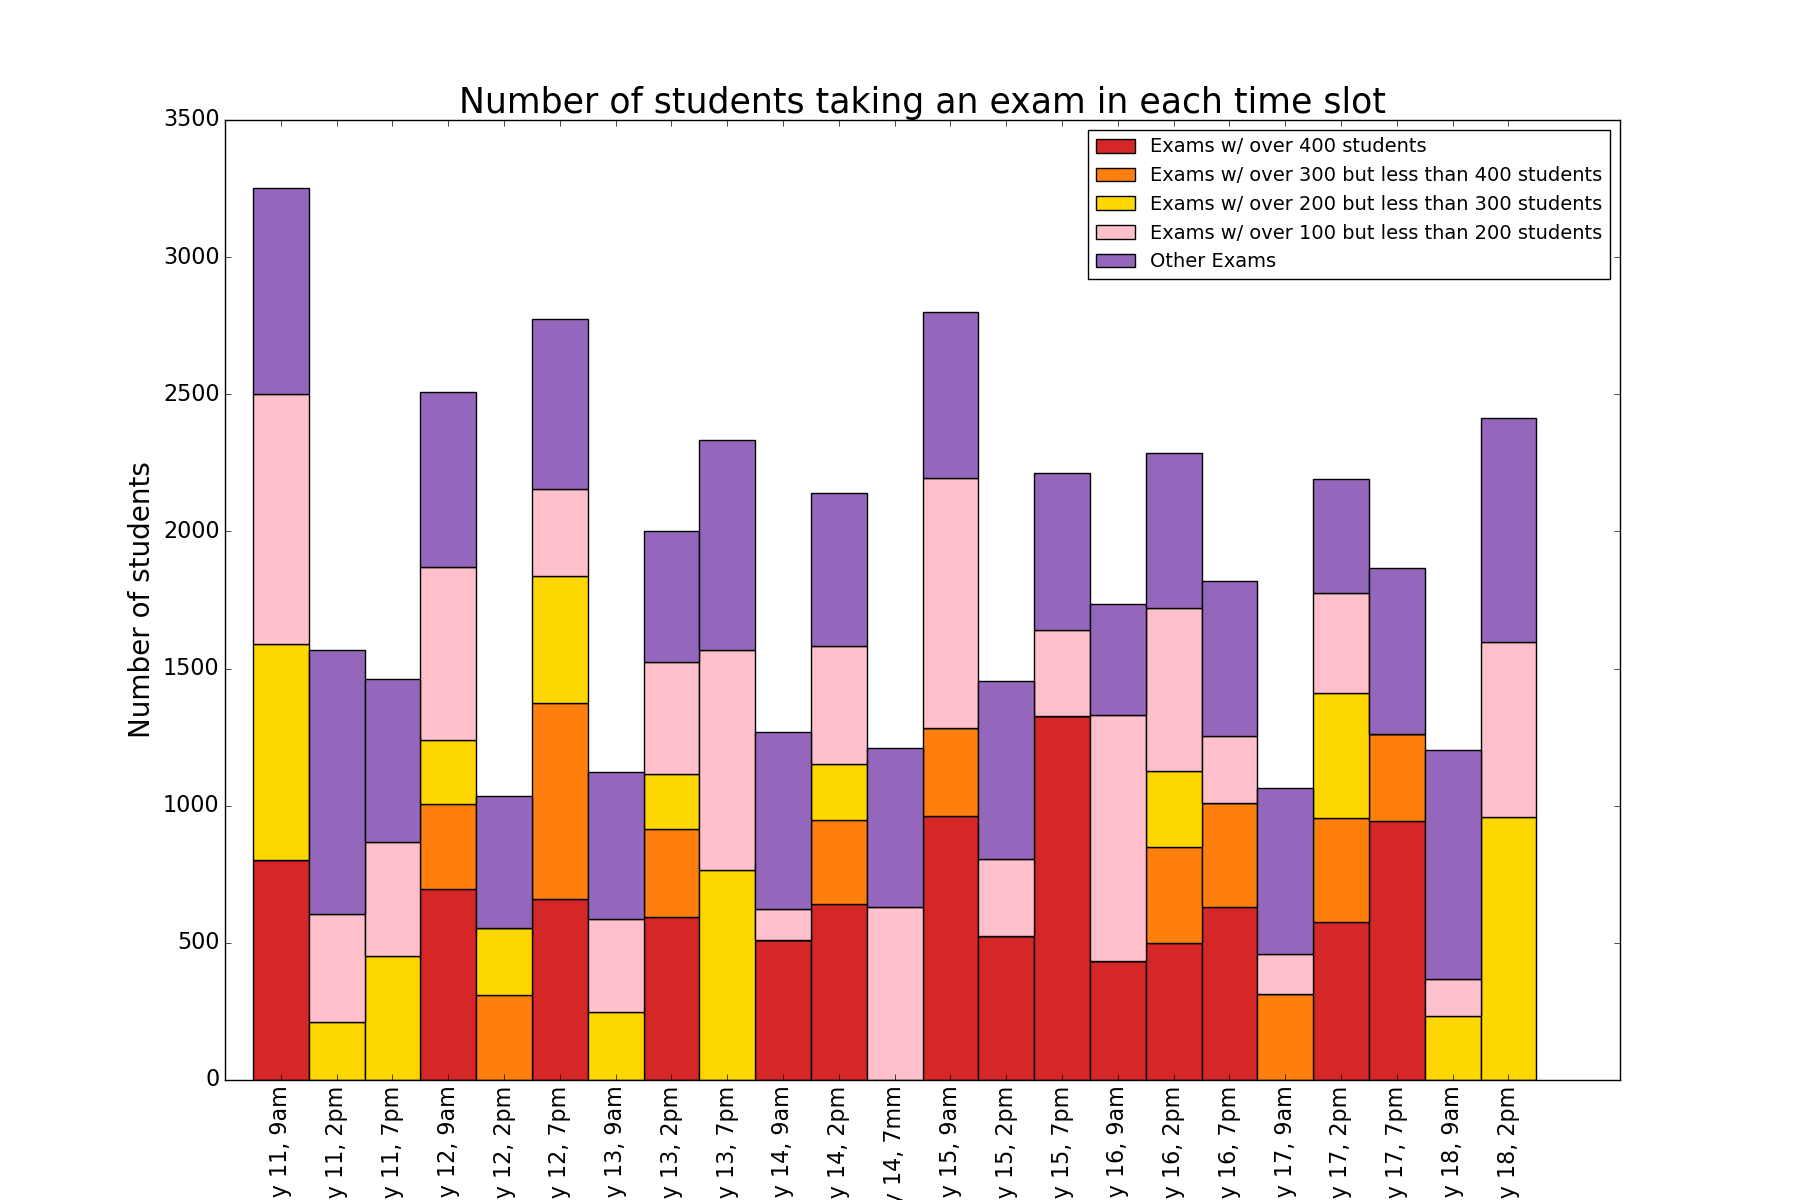 Number of students taking an exam in each time slot
Number of students
3500
3000
2500
2000
1500
1000
500
0
Exams w/ over 400 students
Exams w/ over 300 but less than 400 students
Exams w/ over 200 but less than 300 students
Exams w/ over 100 but less than 200 students
Other Exams
y 11, 9am
y 11, 2pm
y 11, 7pm
y 12, 9am
y 12, 2pm
y 12, 7pm
y 13, 9am
y 13, 2pm
y 13, 7pm
y 14, 9am
y 14, 2pm
y 14, 7mm
y 15, 9am
y 15, 2pm
y 15, 7pm
y 16, 9am
y 16, 2pm
y 16, 7pm
y 17, 9am
y 17, 2pm
y 17, 7pm
y 18, 9am
y 18, 2pm